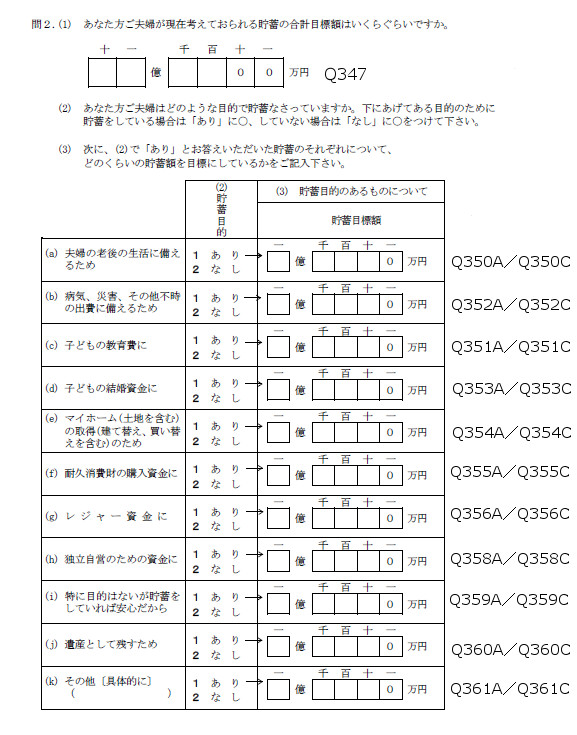 問２.(1)　あなた方ご夫婦が現在考えておられる貯蓄の合計目標額はいくらぐらいですか。
十 一 千 百 十 一
億 ０ ０ 万円 Q347
(2)　あなた方ご夫婦はどのような目的で貯蓄なさっていますか。下にあげてある目的のために
貯蓄をしている場合は「あり」に○、していない場合は「なし」に○をつけて下さい。
(3)　次に、(2)で「あり」とお答えいただいた貯蓄のそれぞれについて、
どのくらいの貯蓄額を目標にしているかをご記入下さい。
(2)貯蓄目的
(3)　貯蓄目的のあるものについて
貯蓄目標額
一 千 百 十 一
(a) 夫婦の老後の生活に備え 1 あ り → 億 0 万円 Q350A／Q350C
るため 2 な し
一 千 百 十 一
(b) 病気、災害、その他不時 1 あ り → 億 0 万円 Q352A／Q352C
の出費に備えるため 2 な し
一 千 百 十 一
(c) 子どもの教育費に 1 あ り → 億 0 万円 Q351A／Q351C
2 な し
一 千 百 十 一
(d) 子どもの結婚資金に 1 あ り → 億 0 万円 Q353A／Q353C
2 な し
一 千 百 十 一
(e) マイホーム(土地を含む) 1 あ り → 億 0 万円 Q354A／Q354C
の取得(建て替え、買い替 2 な し
えを含む)のため
一 千 百 十 一
(f) 耐久消費財の購入資金に 1 あ り → 億 0 万円 Q355A／Q355C
2 な し
一 千 百 十 一
(g) レ ジ ャ ー 資 金 に 1 あ り → 億 0 万円 Q356A／Q356C
2 な し
一 千 百 十 一
(h) 独立自営のための資金に 1 あ り → 億 0 万円 Q358A／Q358C
2 な し
一 千 百 十 一
(i) 特に目的はないが貯蓄を 1 あ り → 億 0 万円 Q359A／Q359C
していれば安心だから 2 な し
一 千 百 十 一
(j) 遺産として残すため 1 あ り → 億 0 万円 Q360A／Q360C
2 な し
一 千 百 十 一
(k) その他［具体的に］ 1 あ り → 億 0 万円 Q361A／Q361C
（　　　　　　　） 2 な し